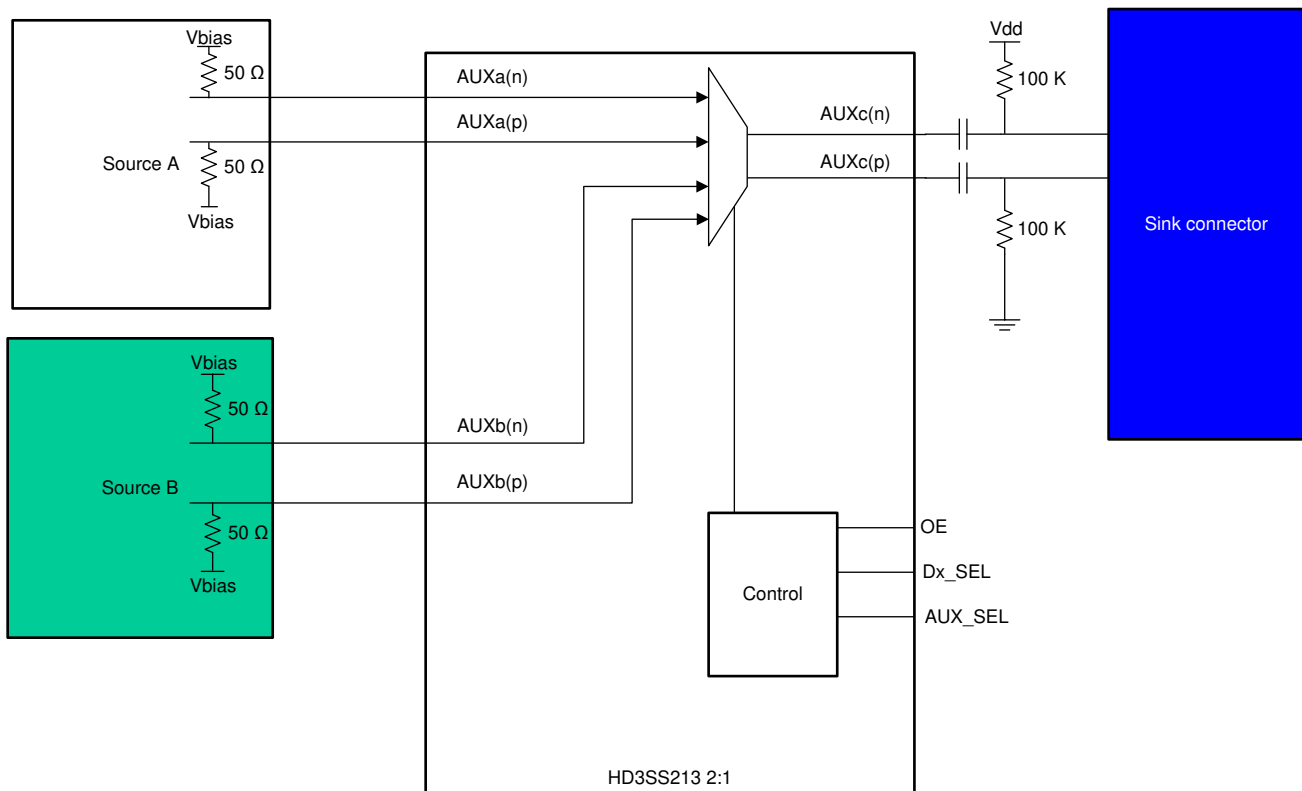 Vbias
50 Ω
Source A
50 Ω
Vbias
Vbias
50 Ω
Source B
50 Ω
Vbias
AUXa(n)
AUXa(p)
AUXb(n)
AUXb(p)
AUXc(n)
AUXc(p)
Control
OE
Dx_SEL
AUX_SEL
HD3SS213 2:1
Vdd
100 K
100 K
Sink connector